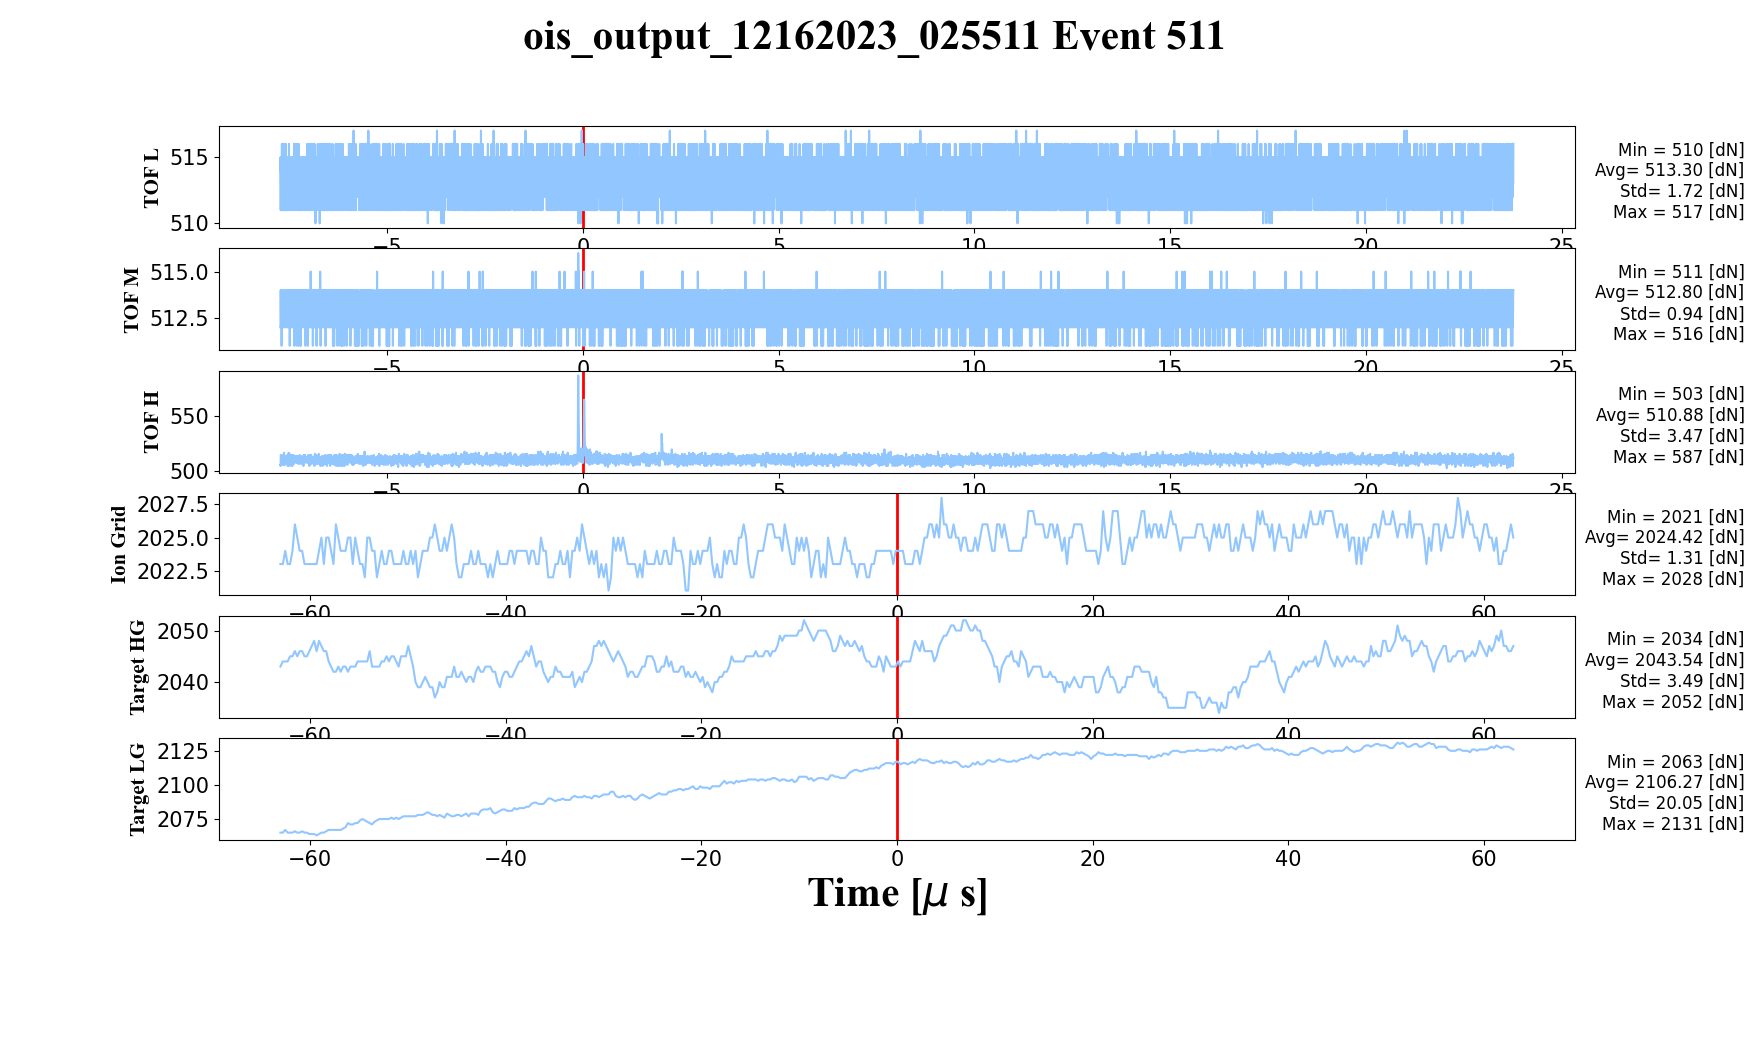 ois_output_12162023_025511 Event 511
TOF L
515
510
−5 0 5 10 15 20 25
Min = 510 [dN]
Avg= 513.30 [dN]
Std= 1.72 [dN]
Max = 517 [dN]
TOF M
515.0
512.5
−5 0 5 10 15 20 25
Min = 511 [dN]
Avg= 512.80 [dN]
Std= 0.94 [dN]
Max = 516 [dN]
TOF H
550
500
−5 0 5 10 15 20 25
Min = 503 [dN]
Avg= 510.88 [dN]
Std= 3.47 [dN]
Max = 587 [dN]
Ion Grid
2027.5
2025.0
2022.5
−60 −40 −20 0 20 40 60
Min = 2021 [dN]
Avg= 2024.42 [dN]
Std= 1.31 [dN]
Max = 2028 [dN]
Target HG
2050
2040
−60 −40 −20 0 20 40 60
Min = 2034 [dN]
Avg= 2043.54 [dN]
Std= 3.49 [dN]
Max = 2052 [dN]
Target LG
2125
2100
2075
−60 −40 −20 0 20 40 60
Min = 2063 [dN]
Avg= 2106.27 [dN]
Std= 20.05 [dN]
Max = 2131 [dN]
Time [μ s]